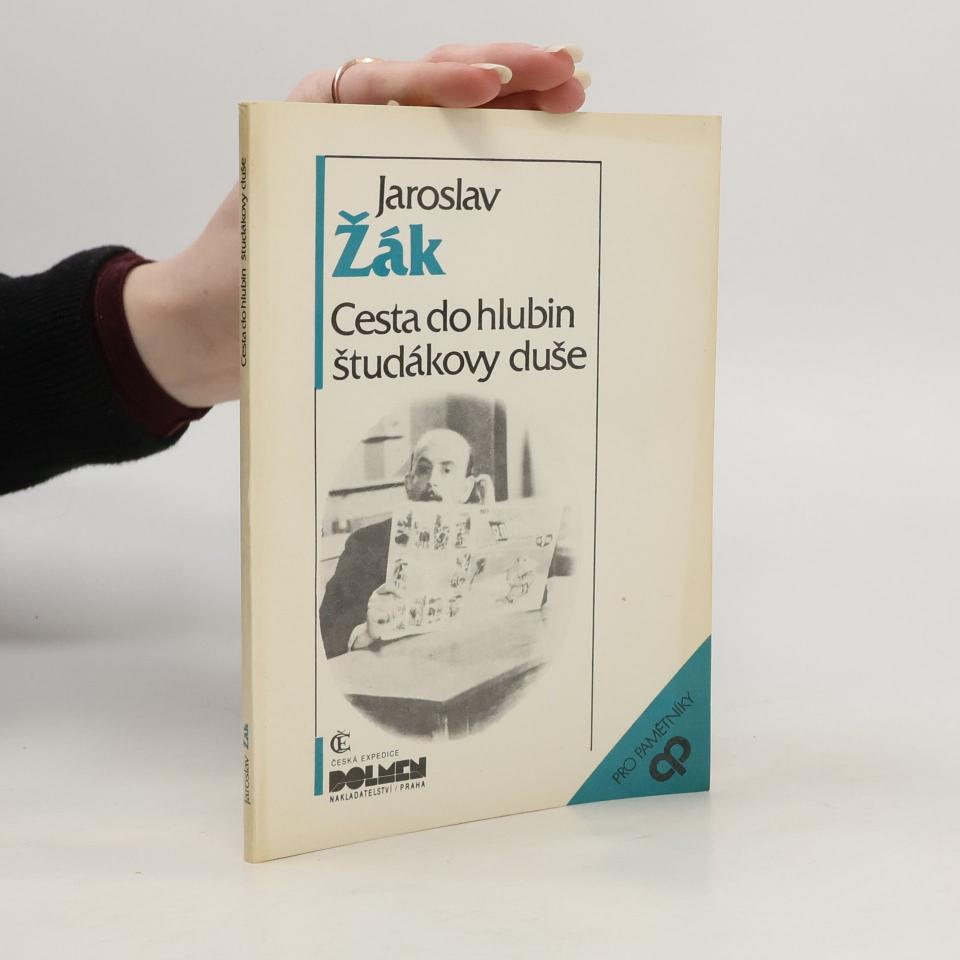 Jaroslav
Žák
Cesta do hlubin
študákovy duše
ČE
ČESKÁ EXPEDICE
DOLMEN
NAKLADATELSTVÍ / PRAHA
PRO PAMĚTNÍKY
Jaroslav Žák Cesta do hlubin študákovy duše